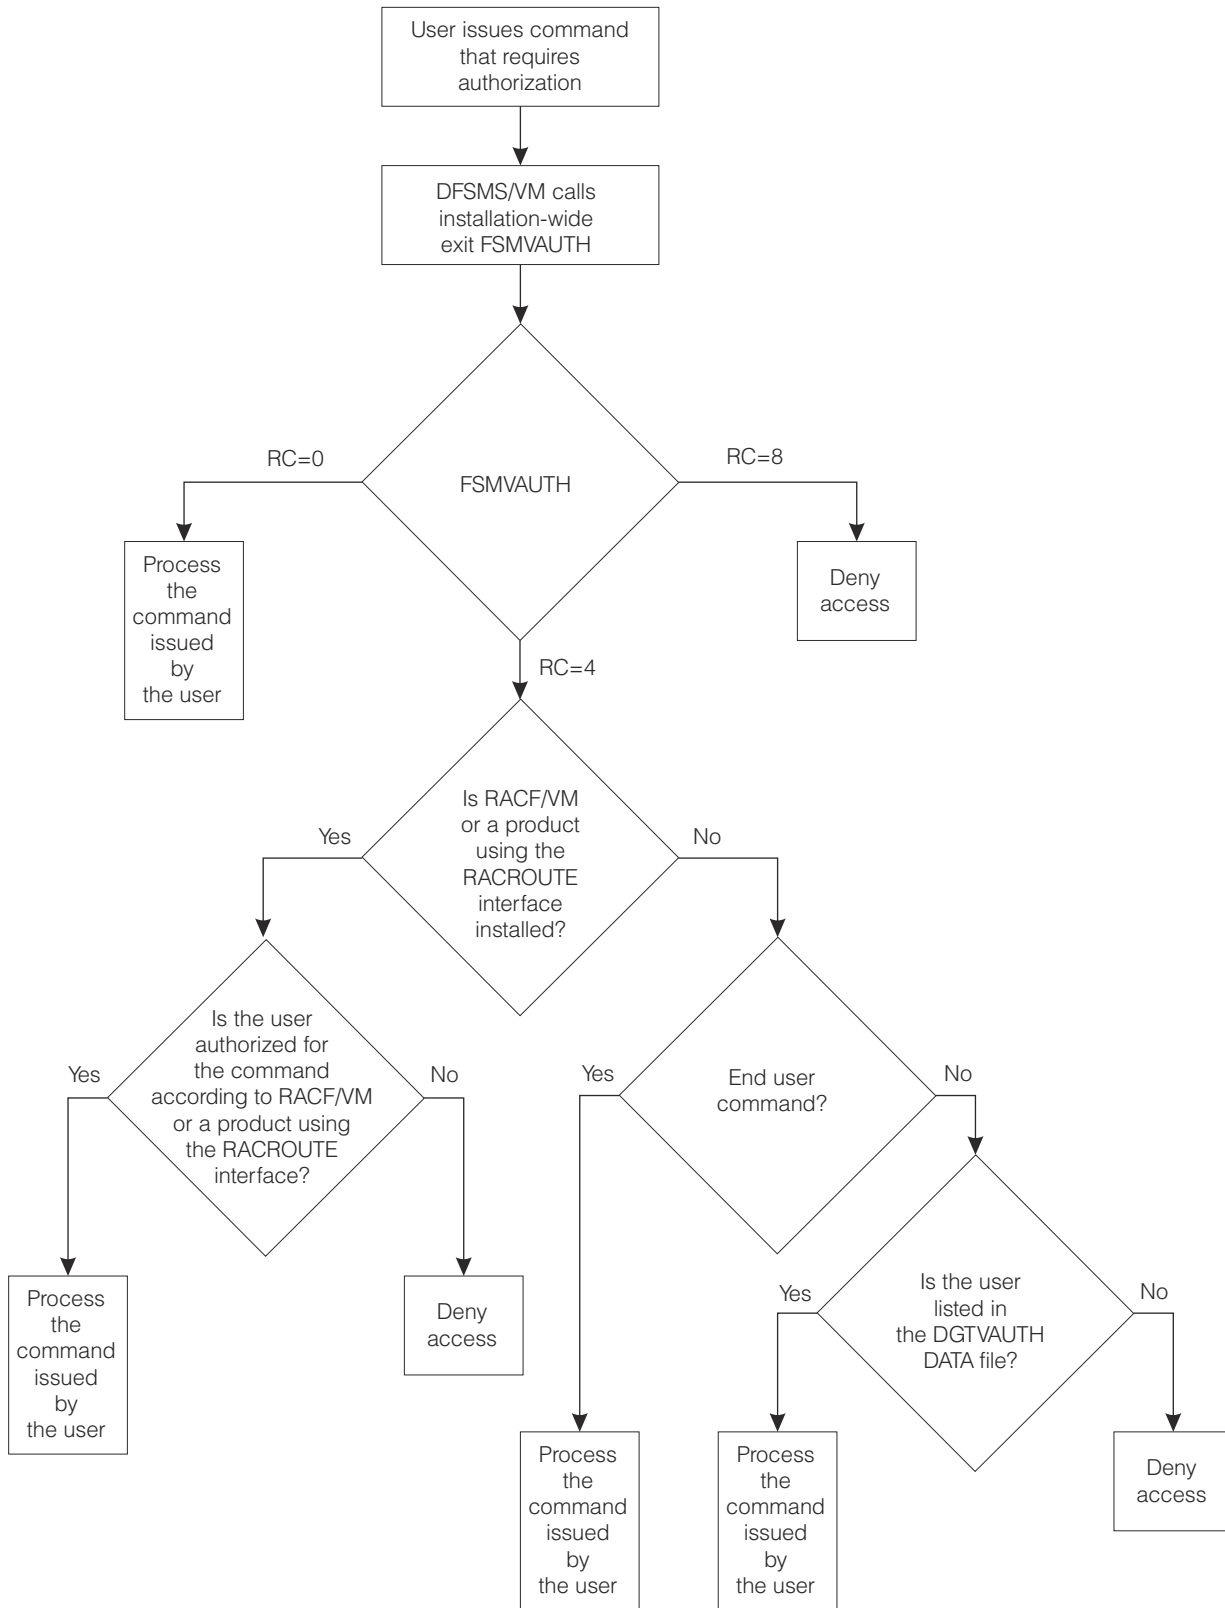 User issues command
that requires
authorization
DFSMS/VM calls
installation-wide
exit FSMVAUTH
RC=0
FSMVAUTH
RC=8
Process
the
command
issued
by
the user
Deny
access
RC=4
Is RACF/VM
or a product
using the
RACROUTE
interface
installed?
Yes
No
Is the user
authorized for
the command
according to RACF/VM
or a product using
the RACROUTE
interface?
Yes
No
End user
command?
Yes
No
Process
the
command
issued
by
the user
Deny
access
Is the user
listed in
the DGTVAUTH
DATA file?
Yes
No
Process
the
command
issued
by
the user
Process
the
command
issued
by
the user
Deny
access